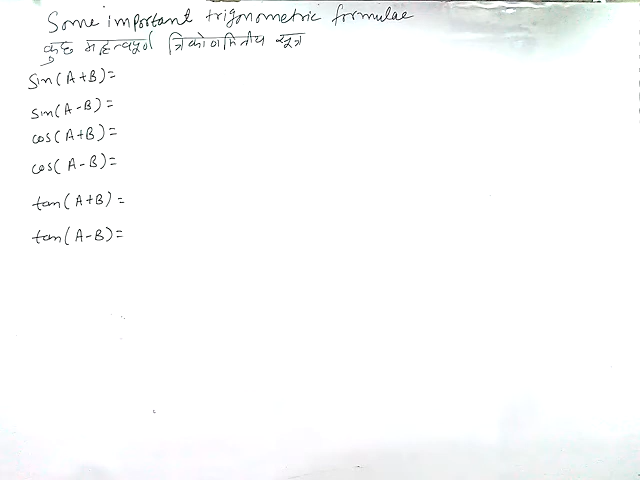 Some important trigonometric formulae
कुछ महत्वपूर्ण त्रिकोणमितीय सूत्र
sin(A+B)=
sin(A-B)=
cos(A+B)=
cos(A-B)=
tan(A+B)=
tan(A-B)=